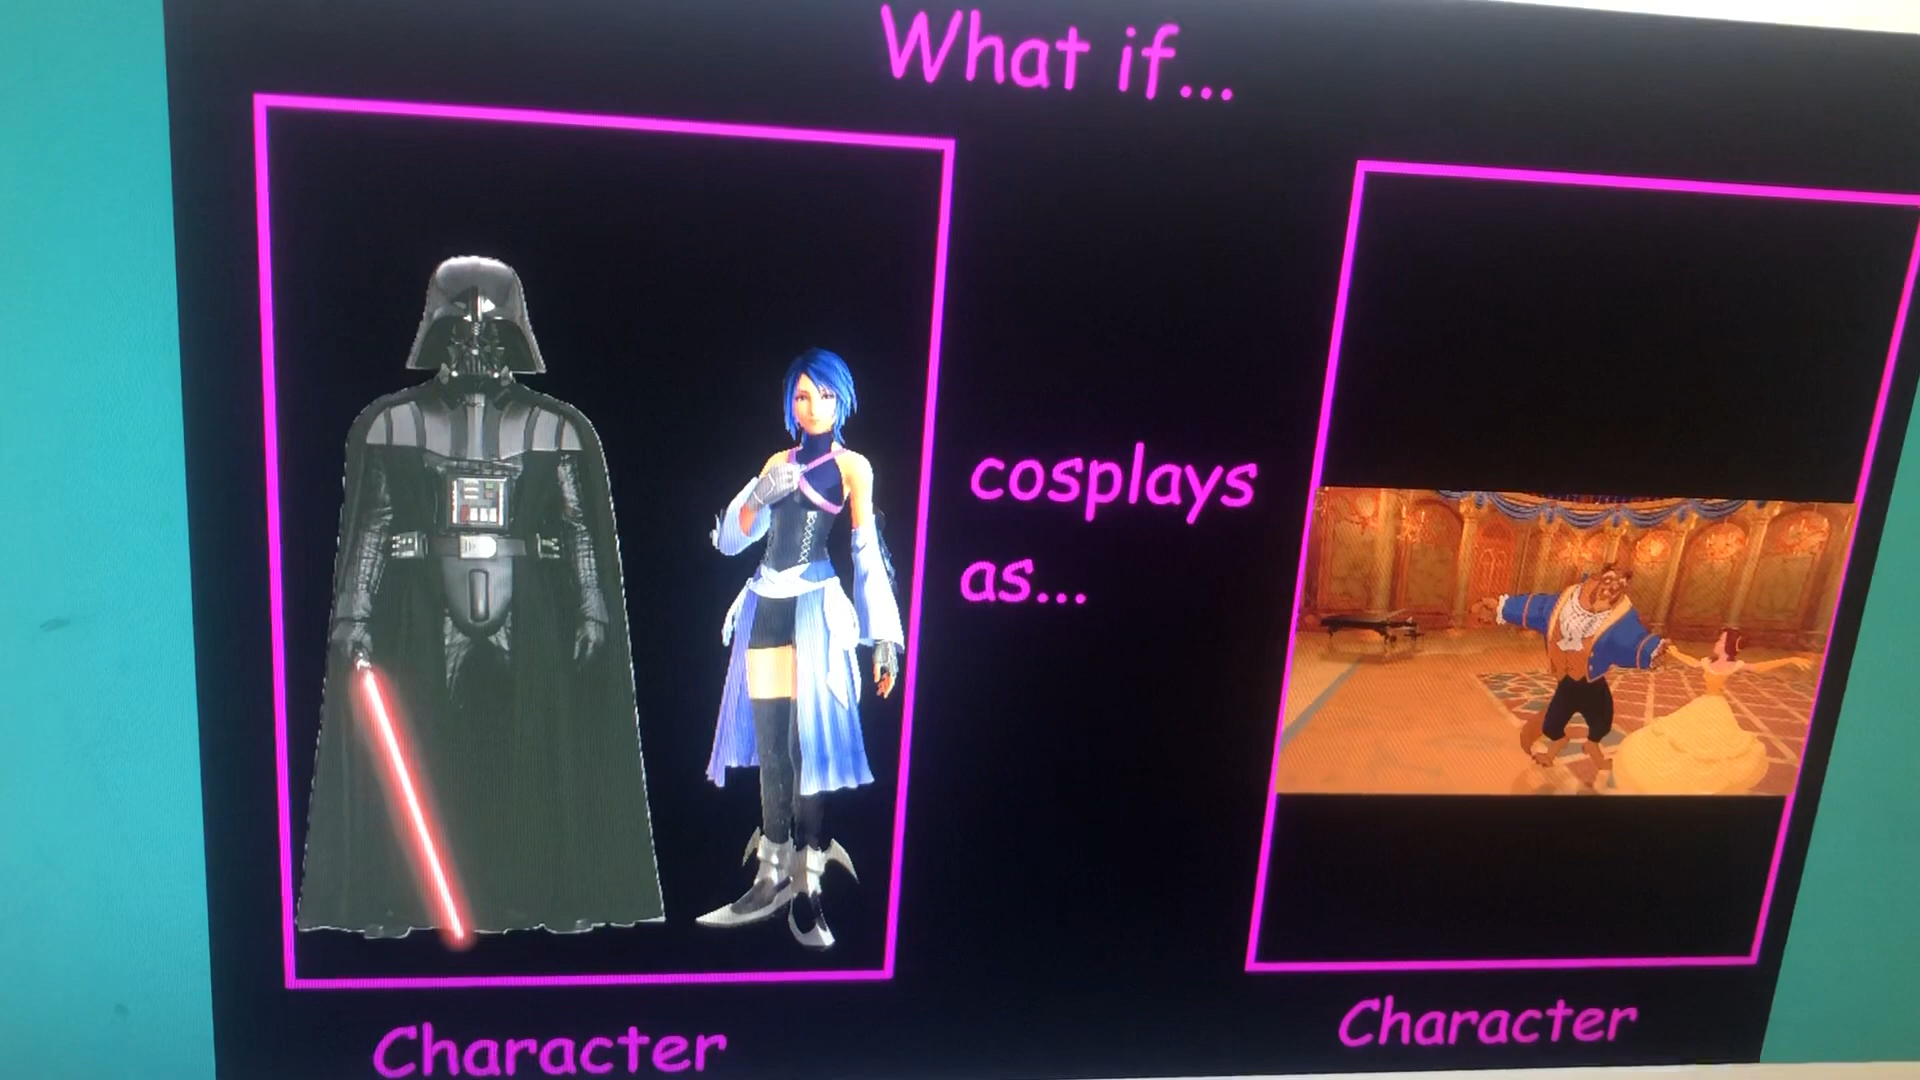 What if...
cosplays
as...
Character
Character